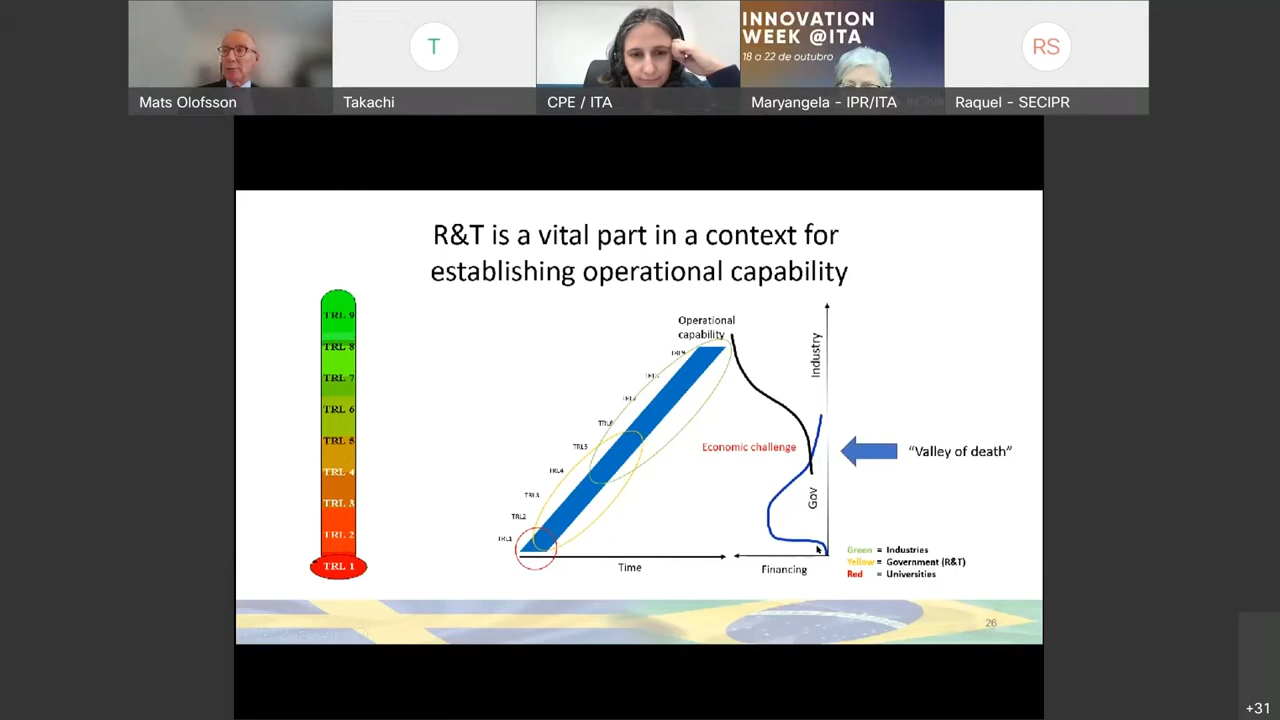 INNOVATION
WEEK @ITA
18 a 22 de outubro
T
RS
Mats Olofsson
Takachi
CPE / ITA
Maryangela - IPR/ITA
Raquel - SECIPR
R&T is a vital part in a context for
establishing operational capability
TRL 9
TRL 8
TRL 7
TRL 6
TRL 5
TRL 4
TRL 3
TRL 2
TRL 1
Operational
capability
TRL9
TRL7
TRL6
TRL5
TRL4
TRL3
TRL2
TRL1
Time
Economic challenge
Industry
Gov
Financing
“Valley of death”
Green = Industries
Yellow = Government (R&T)
Red = Universities
26
+31